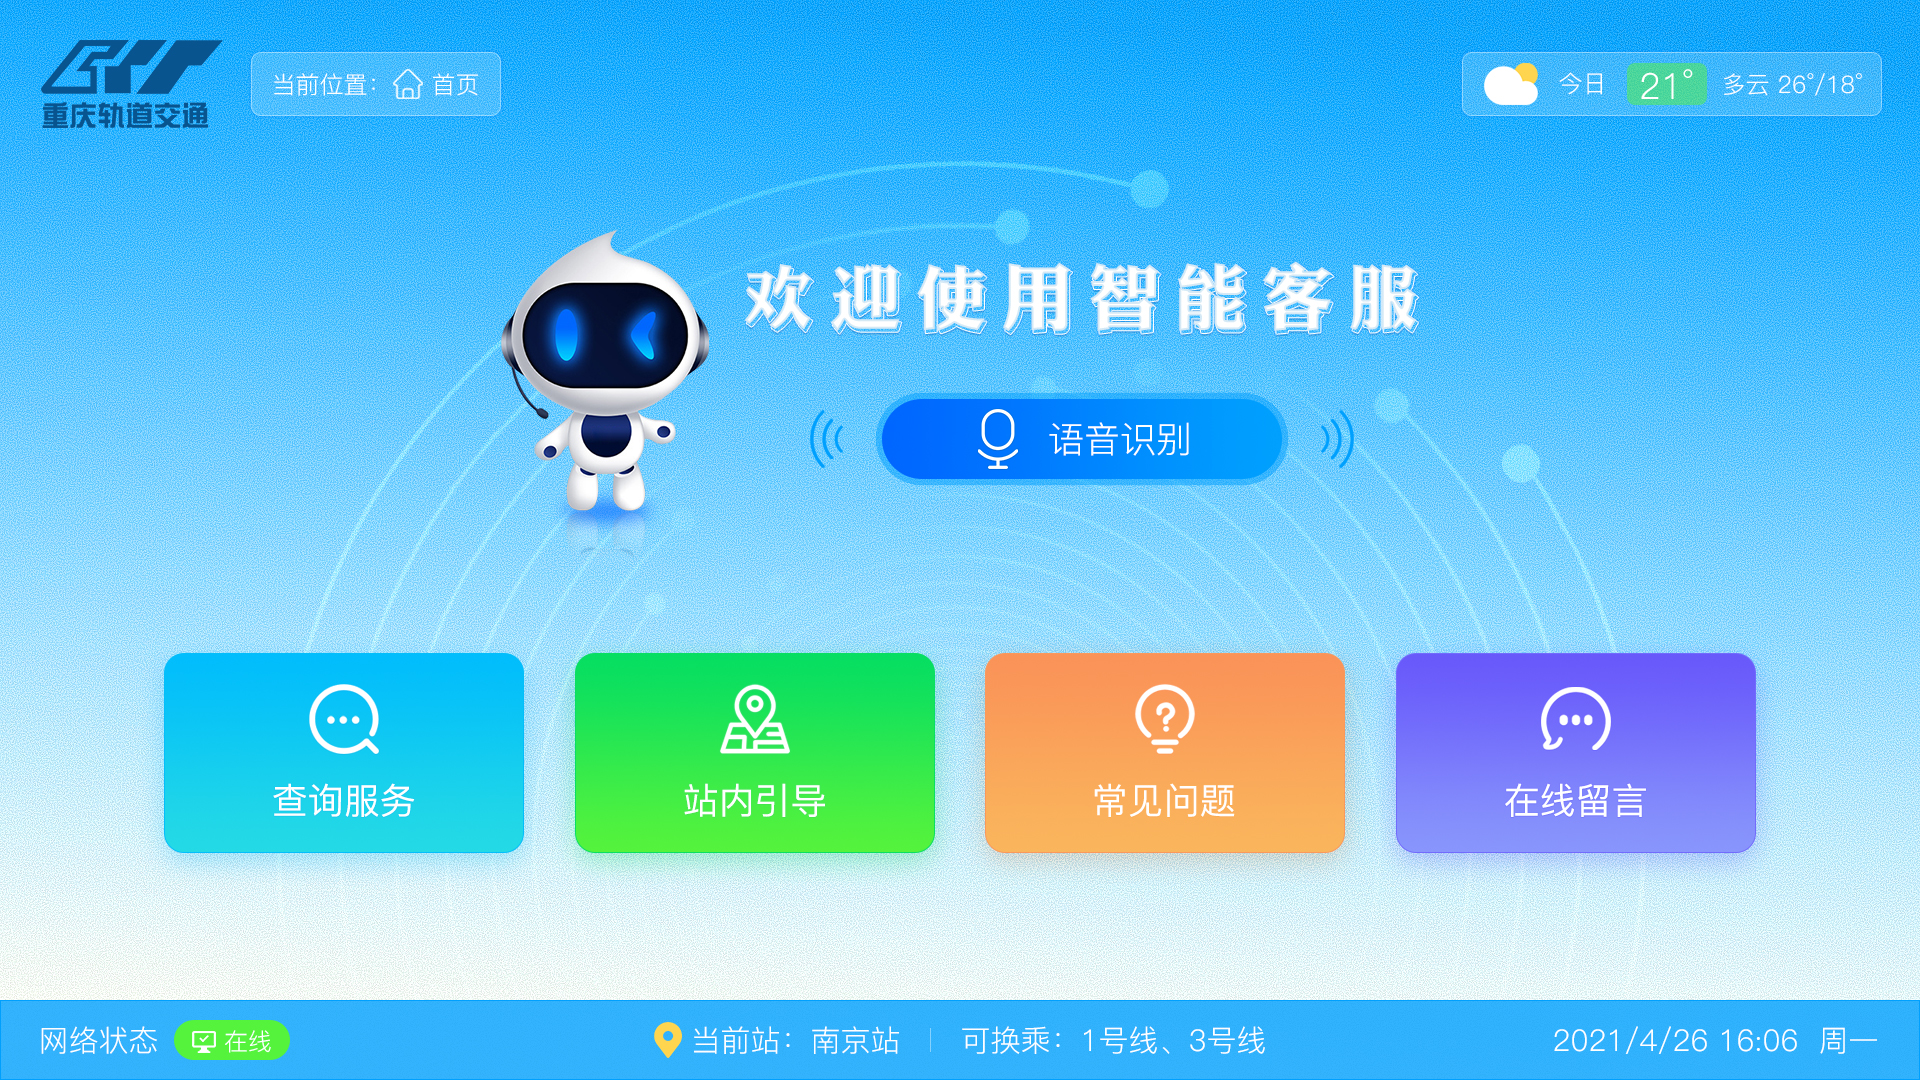 重庆轨道交通
当前位置： 首页
今日 21° 多云 26°/18°
欢迎使用智能客服
语音识别
查询服务
站内引导
常见问题
在线留言
网络状态 在线
当前站：南京站 可换乘：1号线、3号线
2021/4/26 16:06 周一